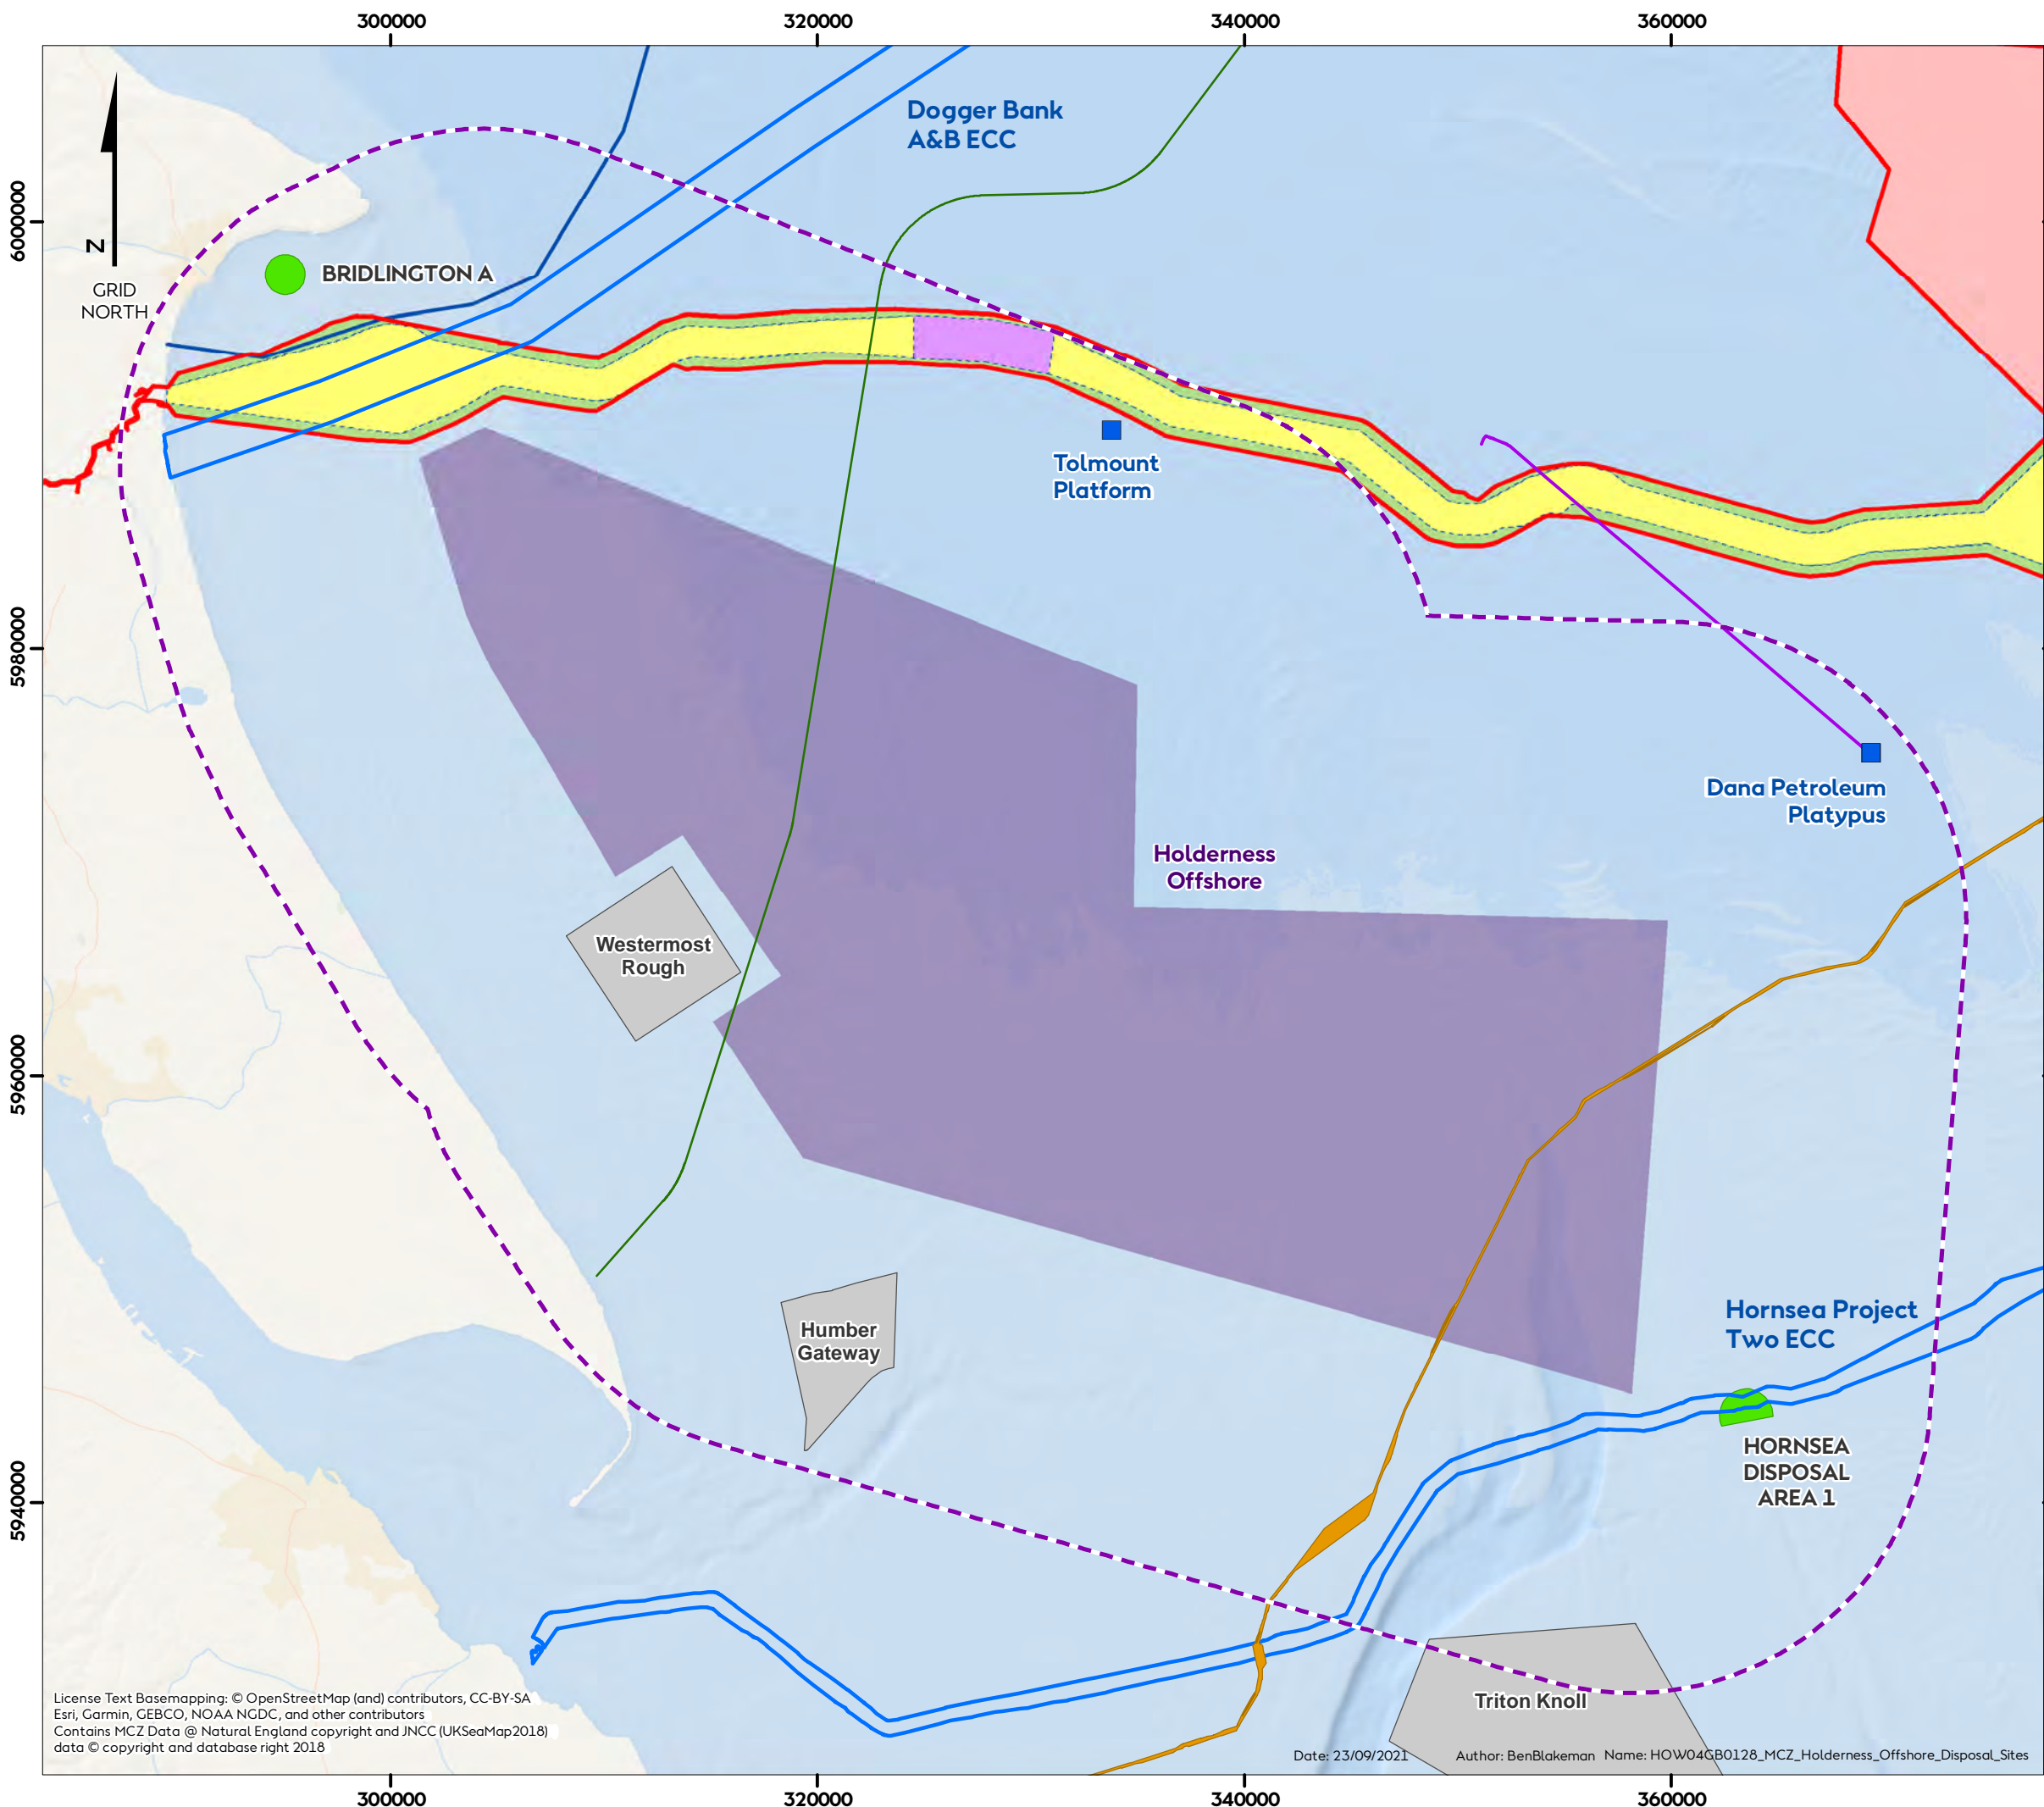 300000
320000
340000
360000
Dogger Bank
A&B ECC
6000000
N
GRID
NORTH
BRIDLINGTON A
Tolmount
Platform
5980000
Dana Petroleum
Platypus
Holderness
Offshore
Westermost
Rough
5960000
Hornsea Project
Two ECC
Humber
Gateway
HORNSEA
DISPOSAL
AREA 1
5940000
Triton Knoll
License Text Basemapping: © OpenStreetMap (and) contributors, CC-BY-SA
Esri, Garmin, GEBCO, NOAA NGDC, and other contributors
Contains MCZ Data @ Natural England copyright and JNCC (UKSeaMap2018)
data © copyright and database right 2018
Date: 23/09/2021 Author: BenBlakeman Name: HOW04GB0128_MCZ_Holderness_Offshore_Disposal_Sites
300000
320000
340000
360000